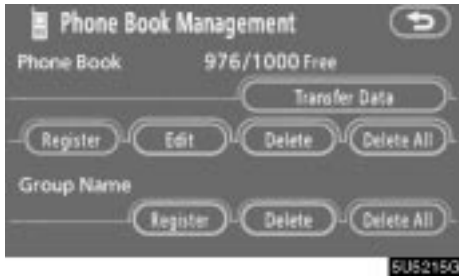 Phone Book Management
Phone Book 976/1000 Free
Transfer Data
Register Edit Delete Delete All
Group Name
Register Delete Delete All
5U5215G